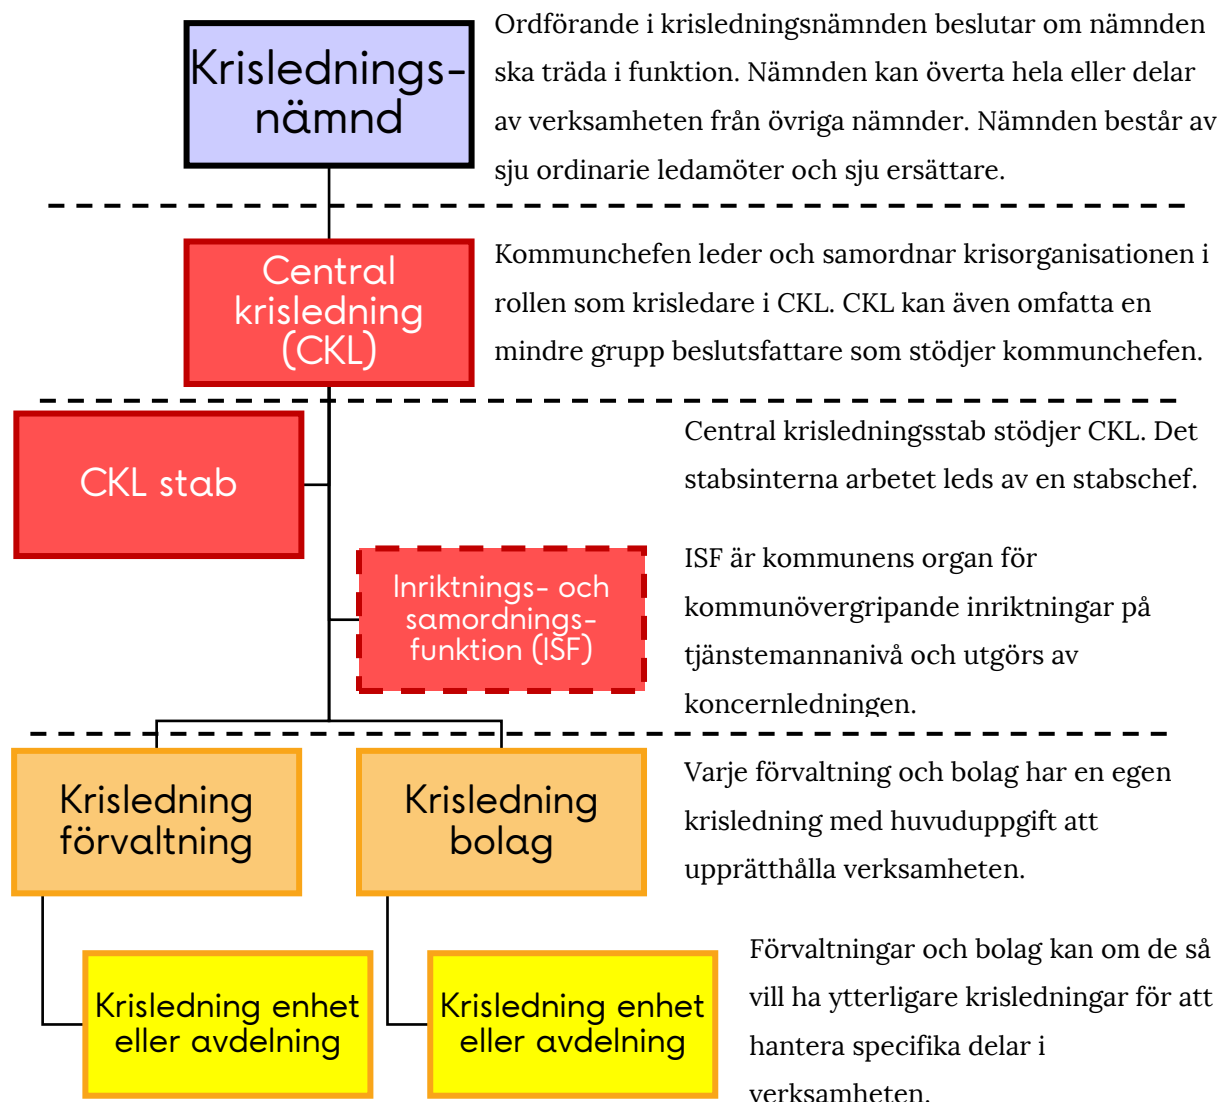 Krislednings-
nämnd
Ordförande i krisledningsnämnden beslutar om nämnden
ska träda i funktion. Nämnden kan överta hela eller delar
av verksamheten från övriga nämnder. Nämnden består av
sju ordinarie ledamöter och sju ersättare.
Central
krisledning
(CKL)
Kommunchefen leder och samordnar krisorganisationen i
rollen som krisledare i CKL. CKL kan även omfatta en
mindre grupp beslutsfattare som stödjer kommunchefen.
CKL stab
Central krisledningsstab stödjer CKL. Det
stabsinterna arbetet leds av en stabschef.
Inriktnings- och
samordnings-
funktion (ISF)
ISF är kommunens organ för
kommunövergripande inriktningar på
tjänstemannanivå och utgörs av
koncernledningen.
Krisledning
förvaltning
Krisledning
bolag
Varje förvaltning och bolag har en egen
krisledning med huvuduppgift att
upprätthålla verksamheten.
Krisledning enhet
eller avdelning
Krisledning enhet
eller avdelning
Förvaltningar och bolag kan om de så
vill ha ytterligare krisledningar för att
hantera specifika delar i
verksamheten.